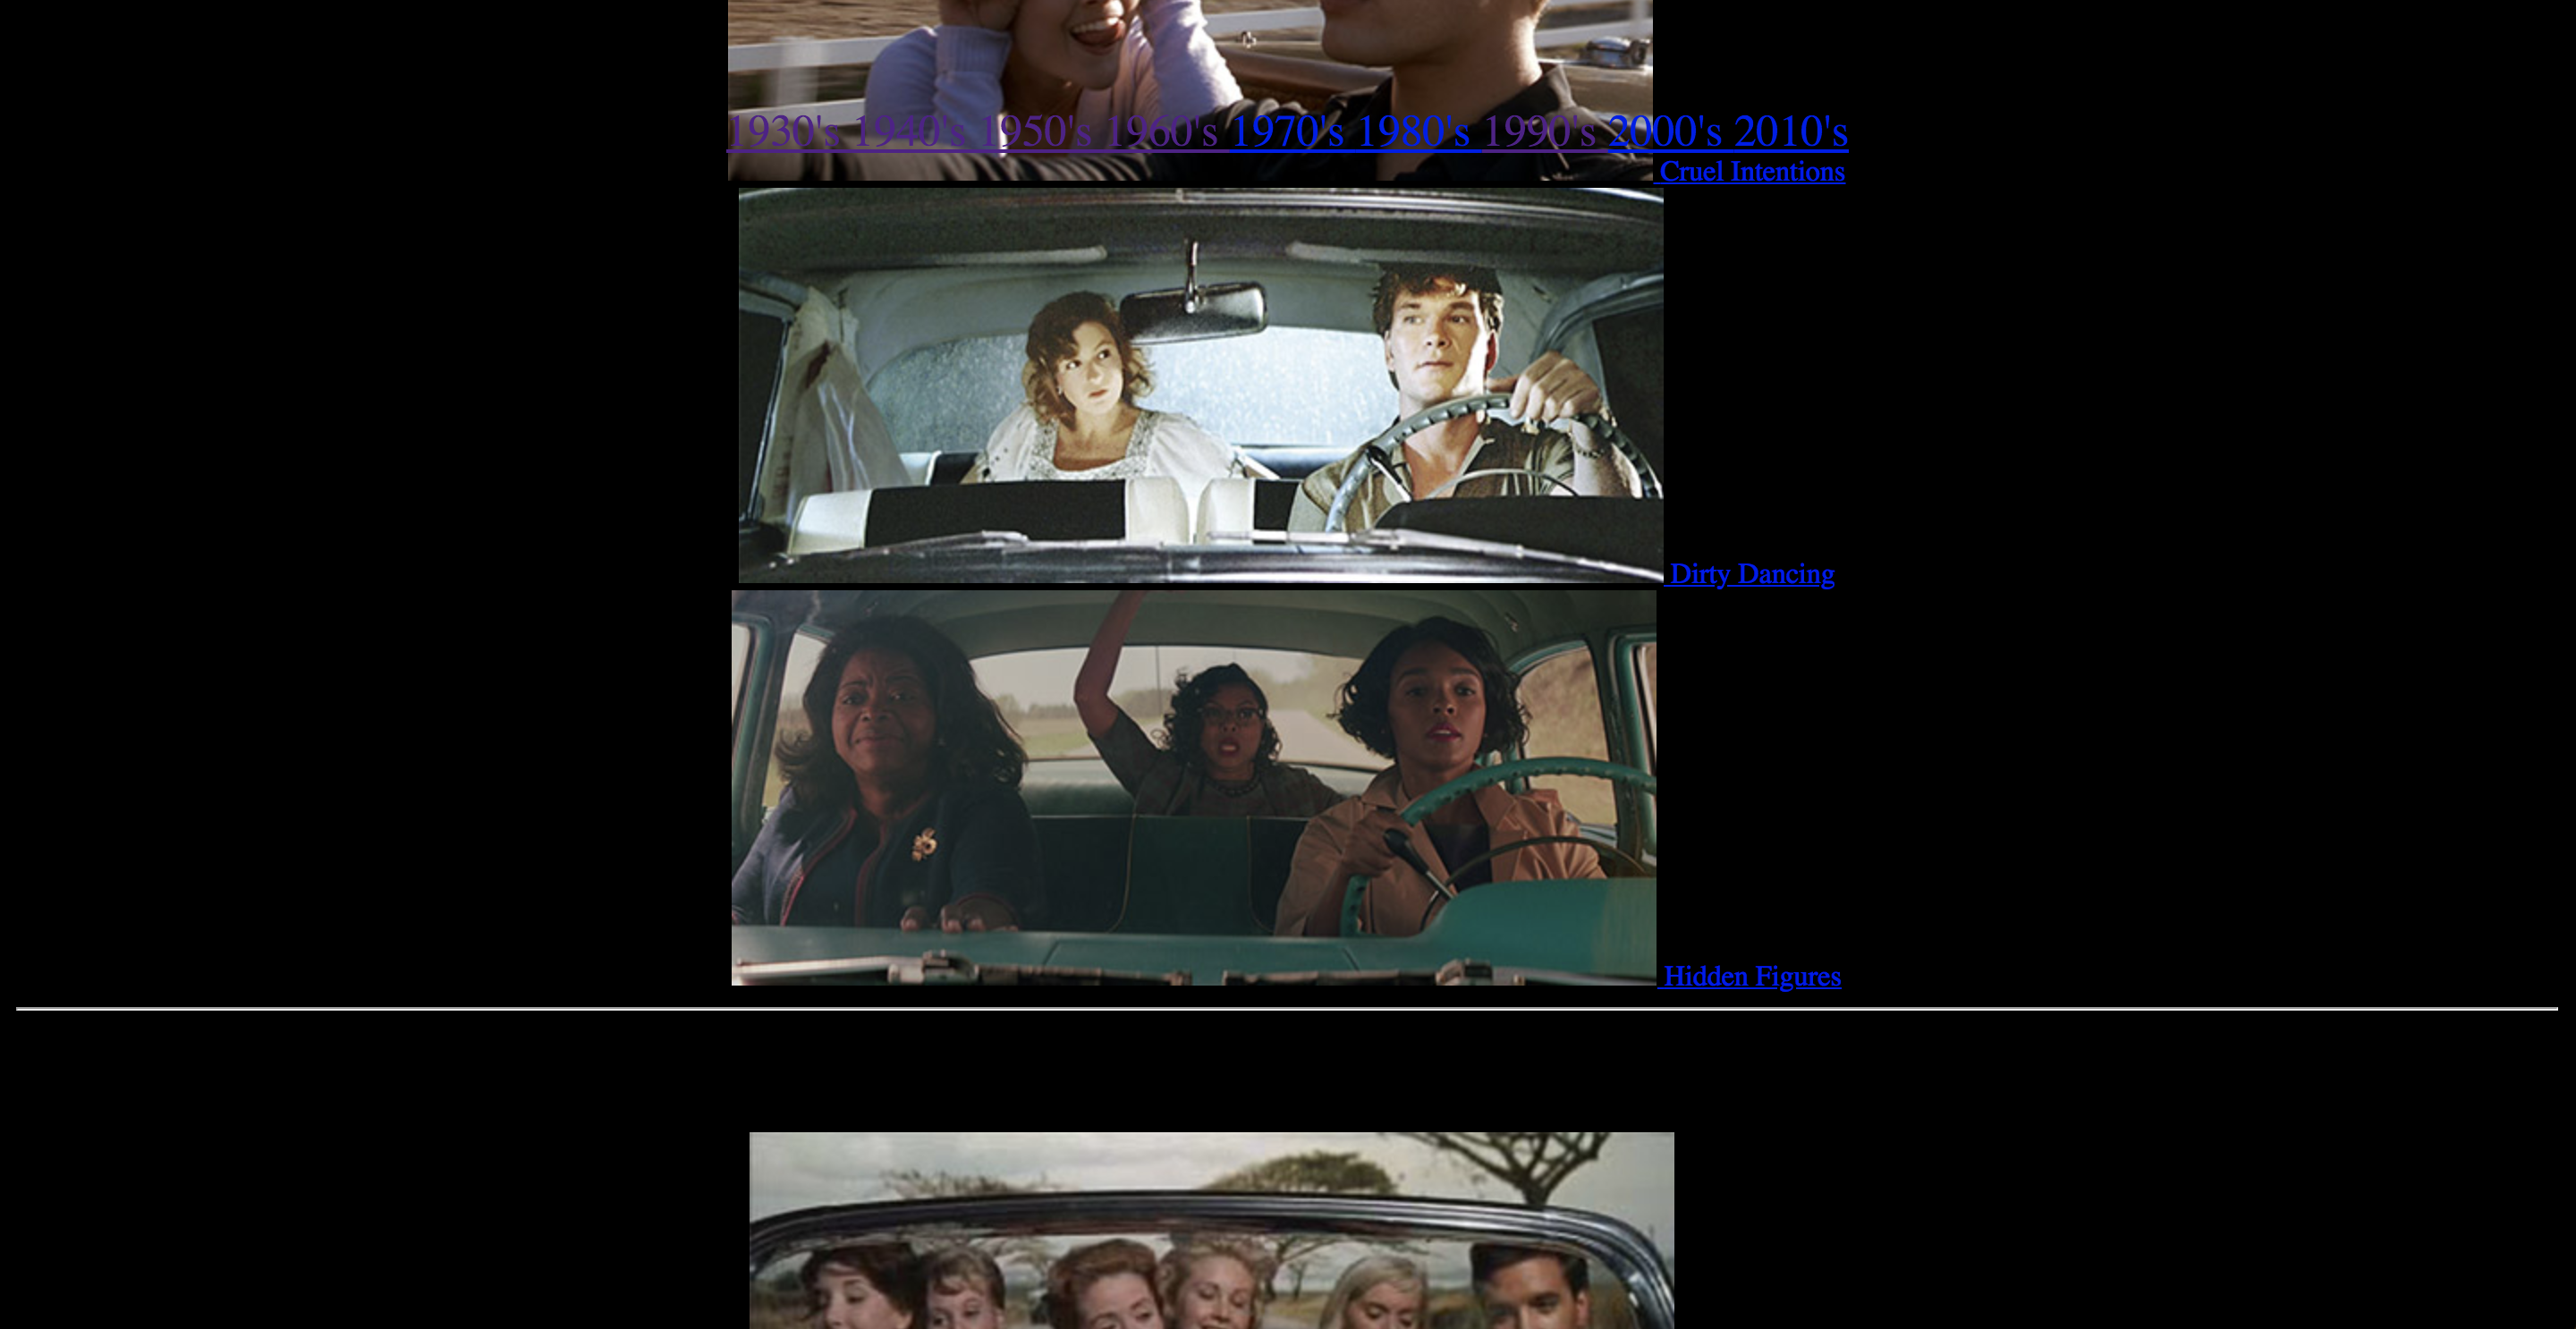 1930's 1940's 1950's 1960's 1970's 1980's 1990's 2000's 2010's
Cruel Intentions
Dirty Dancing
Hidden Figures